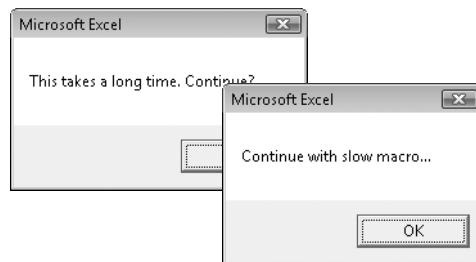 Microsoft Excel
This takes a long time. Continue?
Microsoft Excel
Continue with slow macro...
OK